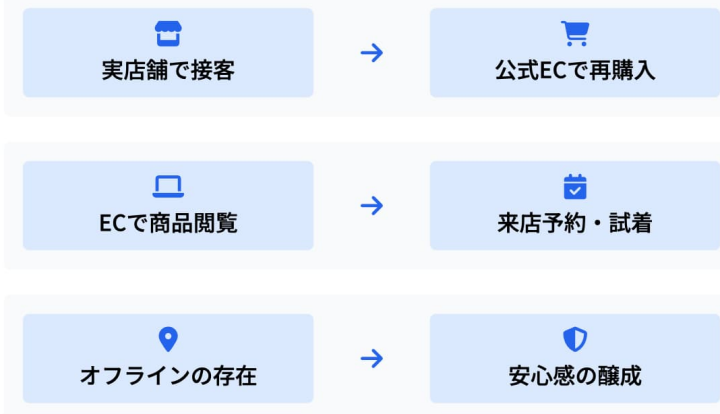 実店舗で接客
公式ECで再購入
ECで商品閲覧
来店予約・試着
オフラインの存在
安心感の醸成